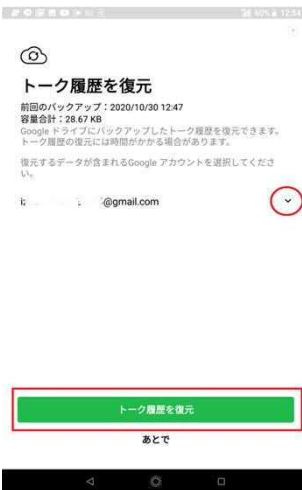 60% 12:54
トーク履歴を復元
前回のバックアップ：2020/10/30 12:47
容量合計：28.67 KB
Google ドライブにバックアップしたトーク履歴を復元できます。
トーク履歴の復元には時間がかかる場合があります。
復元するデータが含まれるGoogle アカウントを選択してくださ
い。
@gmail.com
トーク履歴を復元
あとで